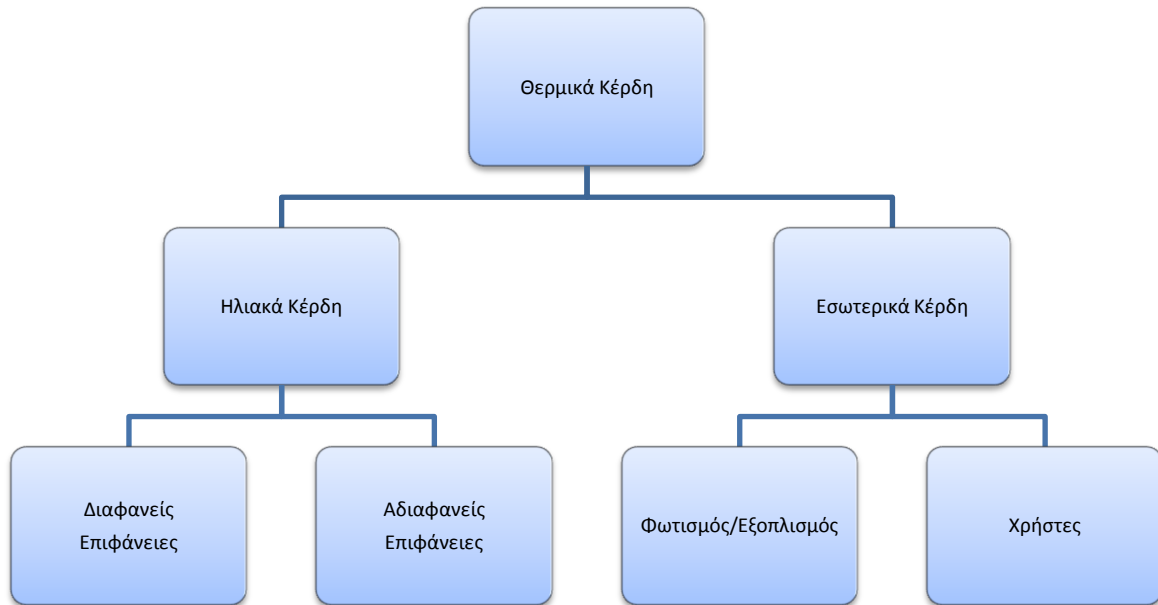 Θερμικά Κέρδη
Ηλιακά Κέρδη
Εσωτερικά Κέρδη
Διαφανείς
Επιφάνειες
Αδιαφανείς
Επιφάνειες
Φωτισμός/Εξοπλισμός
Χρήστες